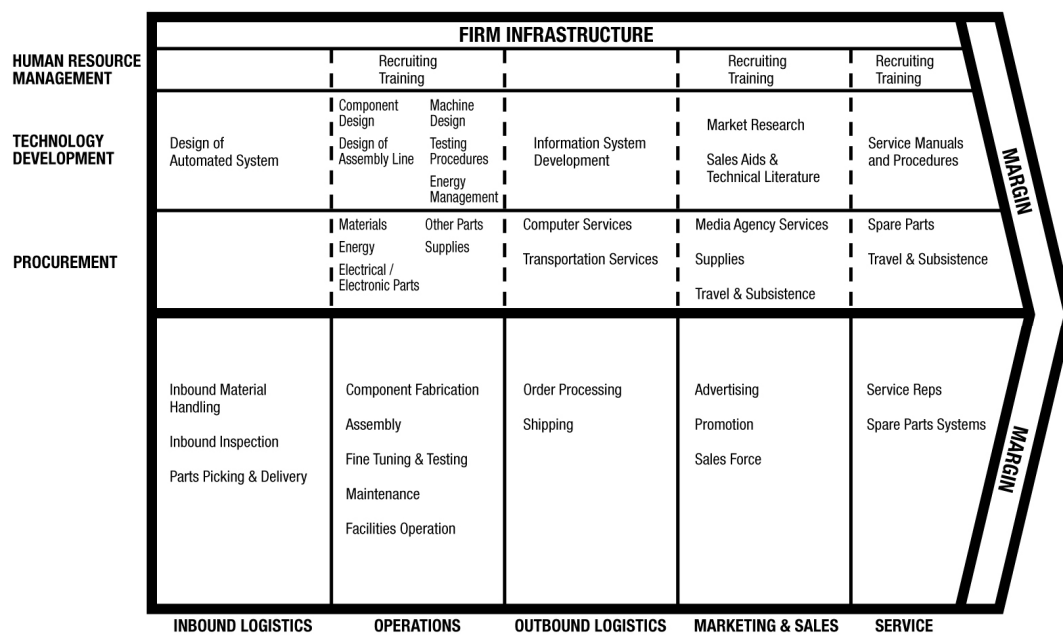 FIRM INFRASTRUCTURE
HUMAN RESOURCE
MANAGEMENT
Recruiting
Training
Recruiting
Training
Recruiting
Training
TECHNOLOGY
DEVELOPMENT
Design of
Automated System
Component
Design
Design of
Assembly Line
Machine
Design
Testing
Procedures
Energy
Management
Information System
Development
Market Research
Sales Aids &
Technical Literature
Service Manuals
and Procedures
MARGIN
PROCUREMENT
Materials
Energy
Electrical /
Electronic Parts
Other Parts
Supplies
Computer Services
Transportation Services
Media Agency Services
Supplies
Travel & Subsistence
Spare Parts
Travel & Subsistence
Inbound Material
Handling
Inbound Inspection
Parts Picking & Delivery
Component Fabrication
Assembly
Fine Tuning & Testing
Maintenance
Facilities Operation
Order Processing
Shipping
Advertising
Promotion
Sales Force
Service Reps
Spare Parts Systems
MARGIN
INBOUND LOGISTICS
OPERATIONS
OUTBOUND LOGISTICS
MARKETING & SALES
SERVICE